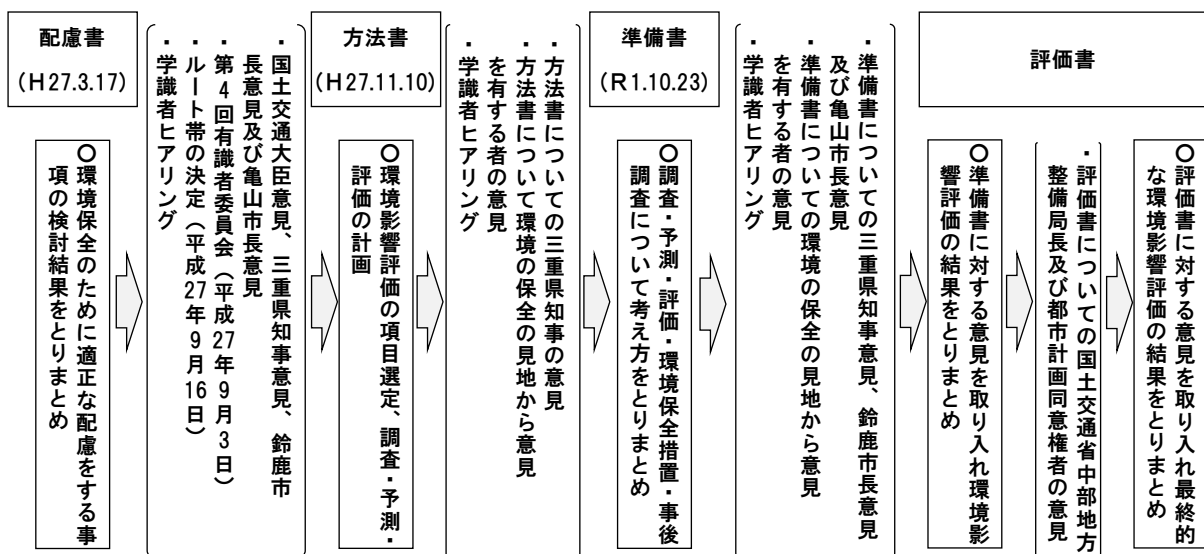 配慮書
(H27.3.17)
○環境保全のために適正な配慮をする事
項の検討結果をとりまとめ
・国土交通大臣意見、三重県知事意見、鈴鹿市
長意見及び亀山市長意見
・第4回有識者委員会（平成27年9月3日）
・ルート帯の決定（平成27年9月16日）
・学識者ヒアリング
方法書
(H27.11.10)
○環境影響評価の項目選定、調査・予測・
評価の計画
・方法書についての三重県知事の意見
・方法書について環境の保全の見地から意見
を有する者の意見
・学識者ヒアリング
準備書
(R1.10.23)
○調査・予測・評価・環境保全措置・事後
調査について考え方をとりまとめ
・準備書についての三重県知事意見、鈴鹿市長意見
及び亀山市長意見
・準備書についての環境の保全の見地から意見
を有する者の意見
・学識者ヒアリング
評価書
○準備書に対する意見を取り入れ環境影
響評価の結果をとりまとめ
・評価書についての国土交通省中部地方
整備局長及び都市計画同意権者の意見
○評価書に対する意見を取り入れ最終的
な環境影響評価の結果をとりまとめ